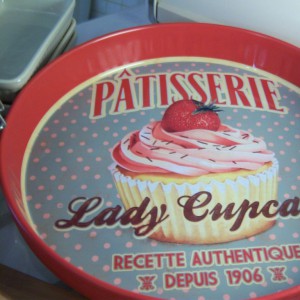 PÂTISSERIE
Lady Cupca
RECETTE AUTHENTIQUE
DEPUIS 1906